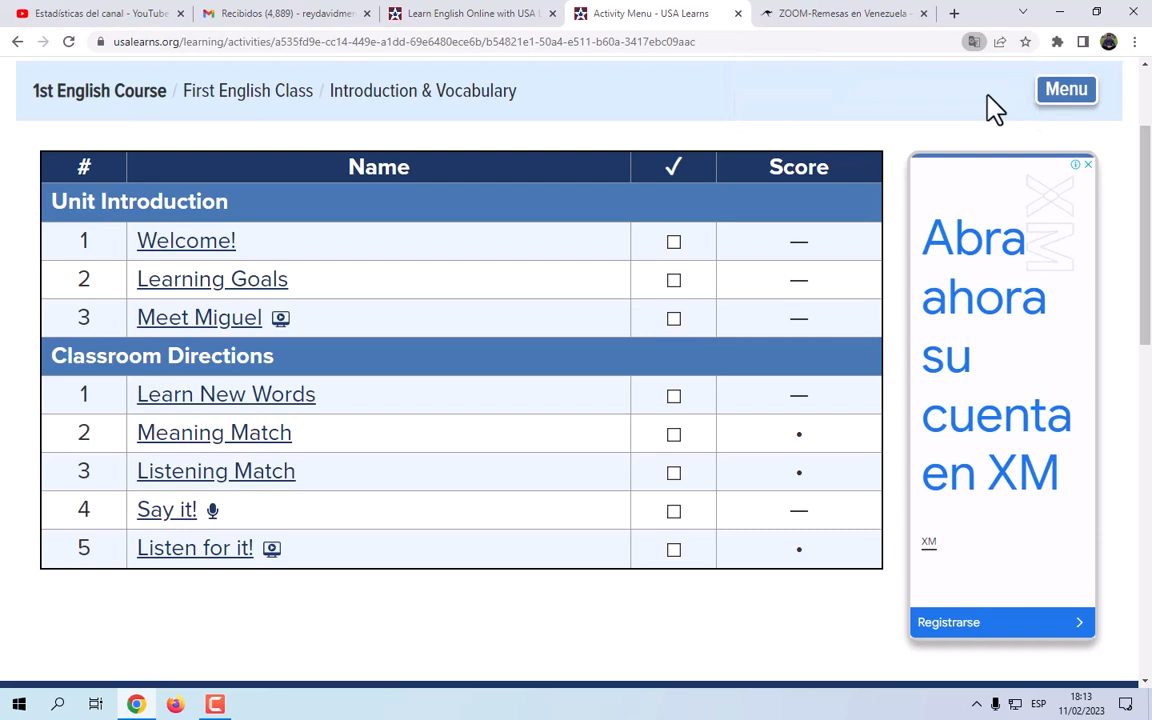 Estadísticas del canal - YouTube
Recibidos (4,889) - reydavidmen
Learn English Online with USA L
Activity Menu - USA Learns
ZOOM-Remesas en Venezuela -
usalearns.org/learning/activities/a535fd9e-cc14-449e-a1dd-69e6480ece6b/b54821e1-50a4-e511-b60a-3417ebc09aac
1st English Course / First English Class / Introduction & Vocabulary
Menu
# Name ✓ Score
Unit Introduction
1 Welcome! —
2 Learning Goals —
3 Meet Miguel —
Classroom Directions
1 Learn New Words —
2 Meaning Match •
3 Listening Match •
4 Say it! —
5 Listen for it! •
XM
Abra
ahora
su
cuenta
en XM
XM
Registrarse
ESP
18:13
11/02/2023